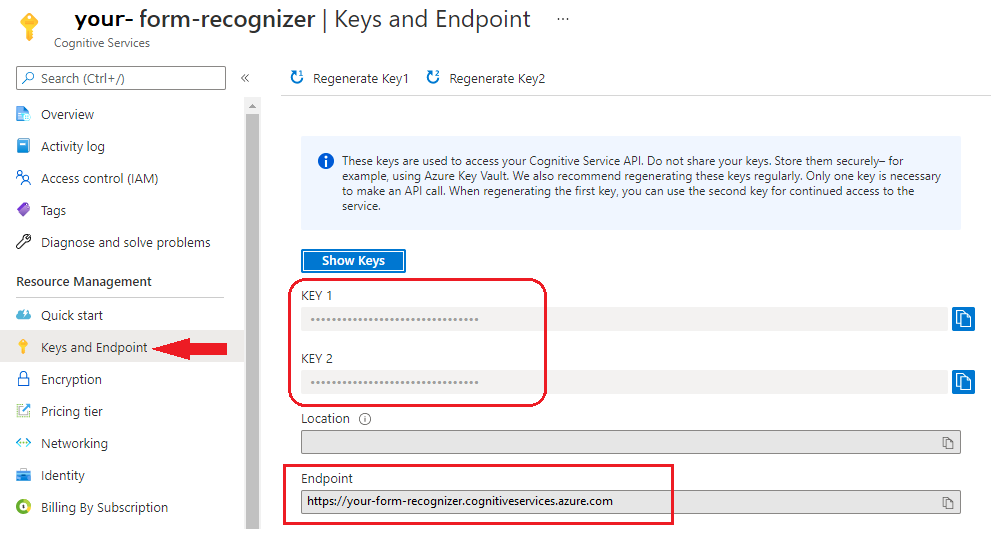 your- form-recognizer | Keys and Endpoint ...
Cognitive Services
Search (Ctrl+/)
«
Overview
Activity log
Access control (IAM)
Tags
Diagnose and solve problems
Resource Management
Quick start
Keys and Endpoint
Encryption
Pricing tier
Networking
Identity
Billing By Subscription
Regenerate Key1
Regenerate Key2
These keys are used to access your Cognitive Service API. Do not share your keys. Store them securely– for
example, using Azure Key Vault. We also recommend regenerating these keys regularly. Only one key is necessary
to make an API call. When regenerating the first key, you can use the second key for continued access to the
service.
Show Keys
KEY 1
••••••••••••••••••••••••••••••••
KEY 2
••••••••••••••••••••••••••••••••
Location
Endpoint
https://your-form-recognizer.cognitiveservices.azure.com